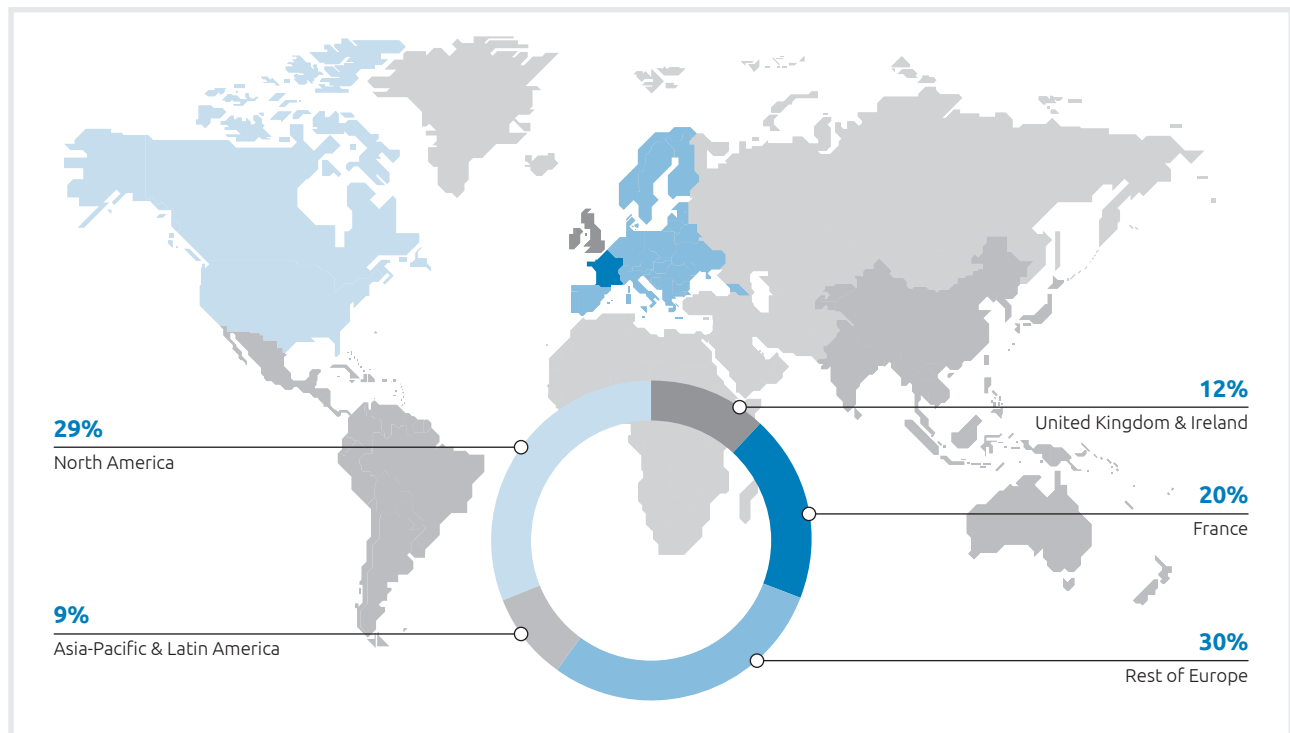 12%
United Kingdom & Ireland
29%
North America
20%
France
9%
Asia-Pacific & Latin America
30%
Rest of Europe